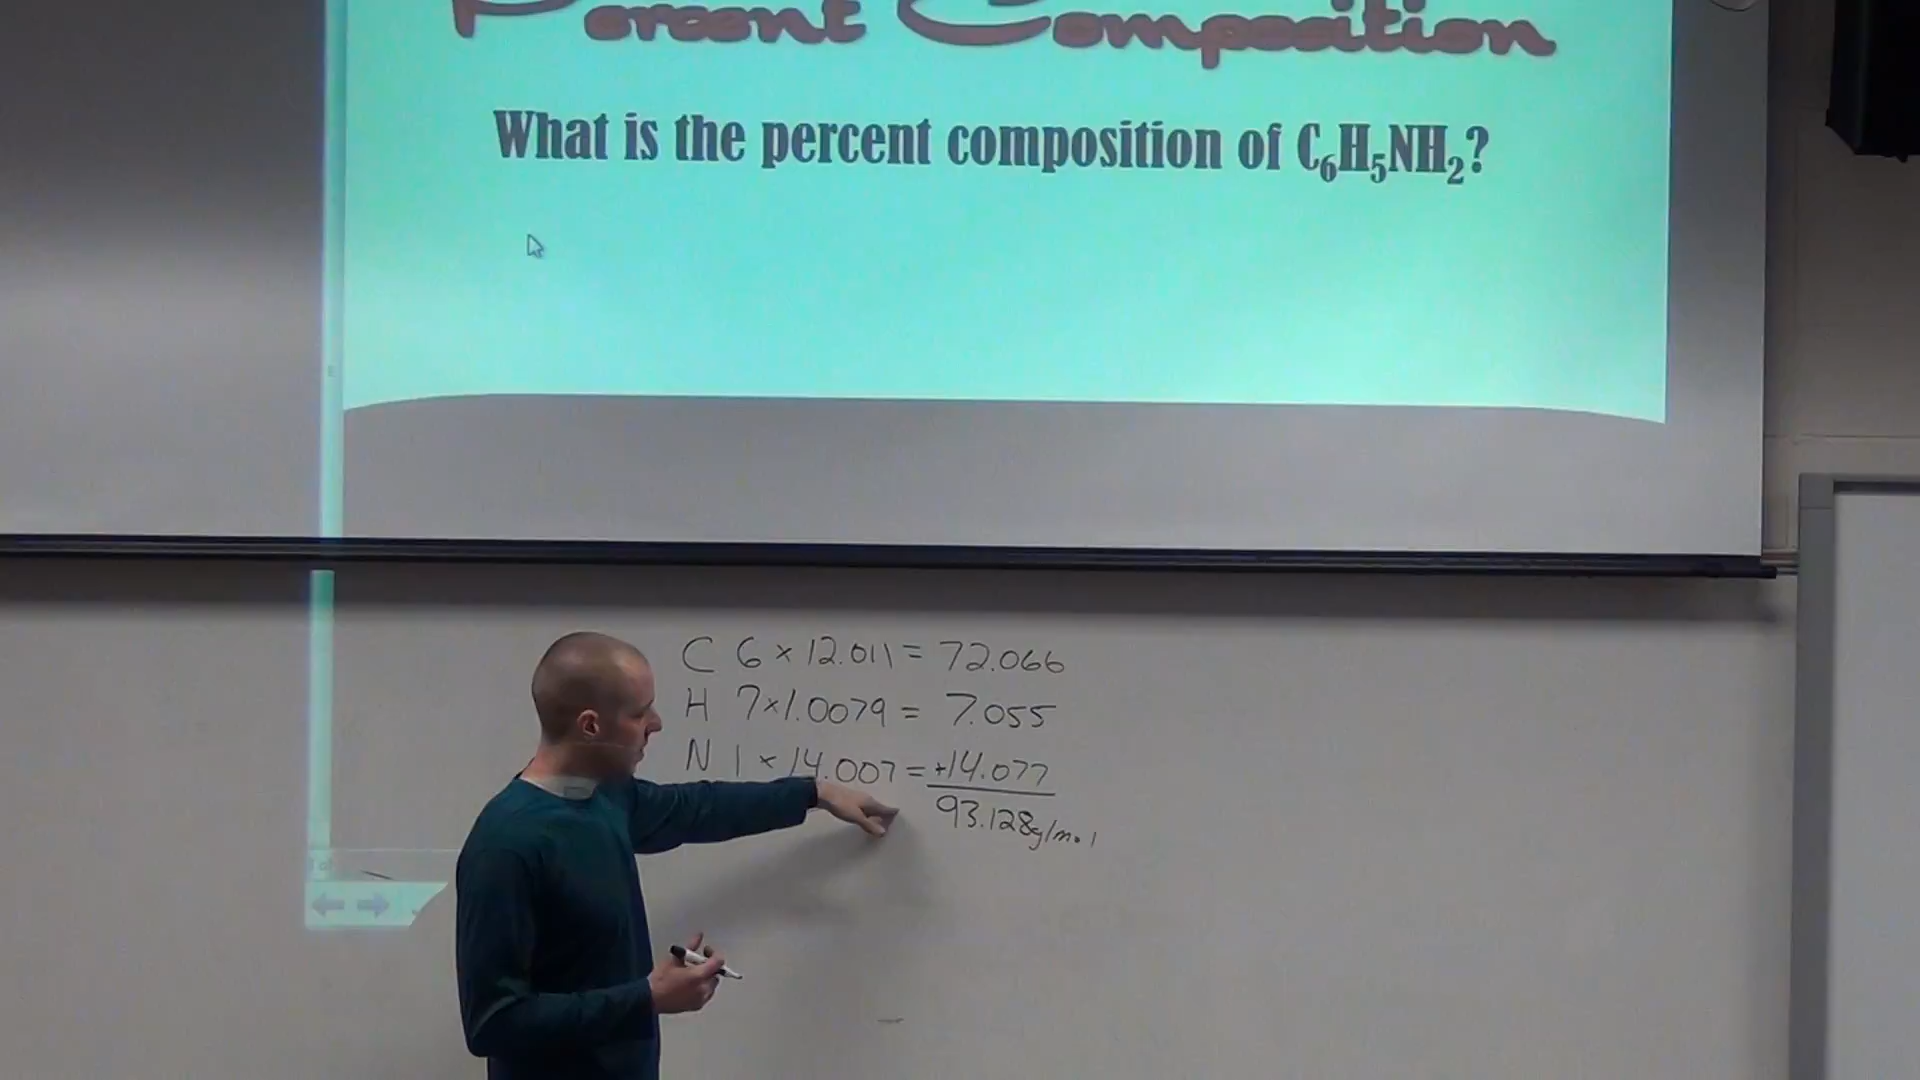 Percent Composition
What is the percent composition of C₆H₅NH₂?
C 6 × 12.011 = 72.066
H 7 × 1.0079 = 7.055
N 1 × 14.007 = +14.077
93.128g/mol